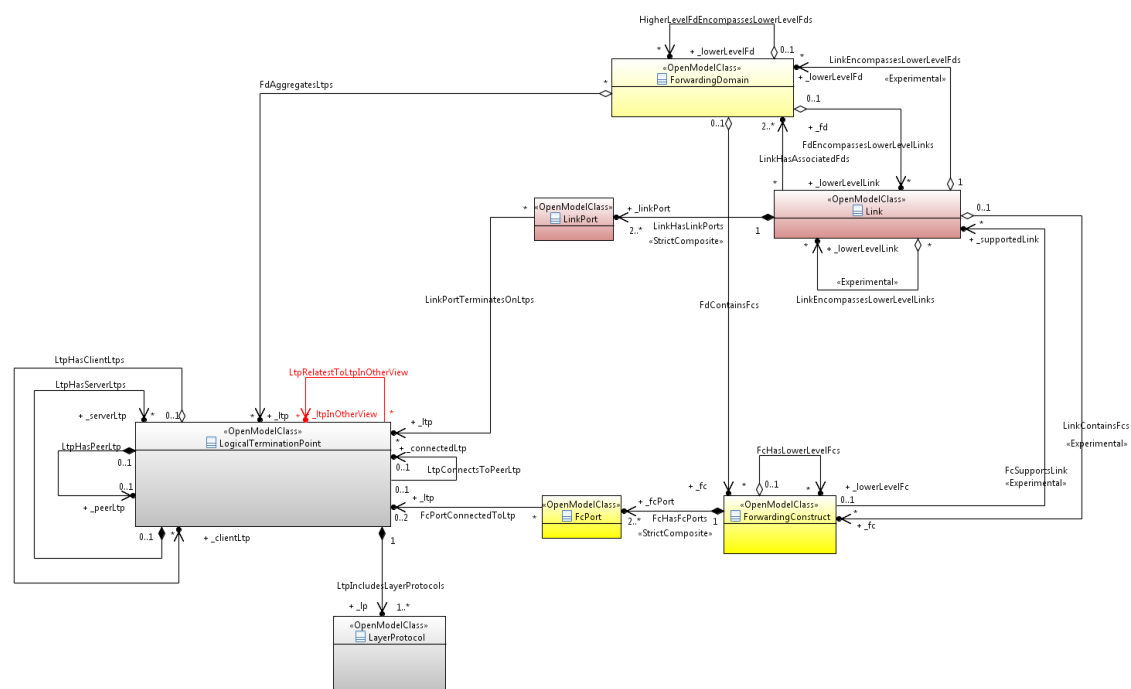 HigherLevelFdEncompassesLowerLevelFds
* + _lowerLevelFd 0..1
LinkEncompassesLowerLevelFds
*
+ _lowerLevelFd
«Experimental»
«OpenModelClass»
ForwardingDomain
FdAggregatesLtps
*
0..1
0..1
2..*
+ _fd
FdEncompassesLowerLevelLinks
LinkHasAssociatedFds
* + _lowerLevelLink * 1
«OpenModelClass»
Link
0..1
*
+ _supportedLink
*
«OpenModelClass»
LinkPort
+ _linkPort
2..*
LinkHasLinkPorts
«StrictComposite»
1
* + _lowerLevelLink *
«Experimental»
LinkEncompassesLowerLevelLinks
LinkPortTerminatesOnLtps
FdContainsFcs
LtpHasClientLtps
LtpHasServerLtps
LtpRelatestToLtpInOtherView
+ _serverLtp * 0..1
* + _ltp
* _ltpInOtherView *
+ _ltp
*
«OpenModelClass»
LogicalTerminationPoint
LtpHasPeerLtp
0..1
0..1
+ _peerLtp
+ _connectedLtp
0..1
LtpConnectsToPeerLtp
0..1
+ _ltp
0..2
FcPortConnectedToLtp
*
«OpenModelClass»
FcPort
+ _fcPort
2..*
FcHasFcPorts
«StrictComposite»
1
FcHasLowerLevelFcs
+ _fc
* 0..1 *
+ _lowerLevelFc
0..1
«OpenModelClass»
ForwardingConstruct
*
+ _fc
LinkContainsFcs
«Experimental»
FcSupportsLink
«Experimental»
0..1 * + _clientLtp
1
LtpIncludesLayerProtocols
+ _lp 1..*
«OpenModelClass»
LayerProtocol